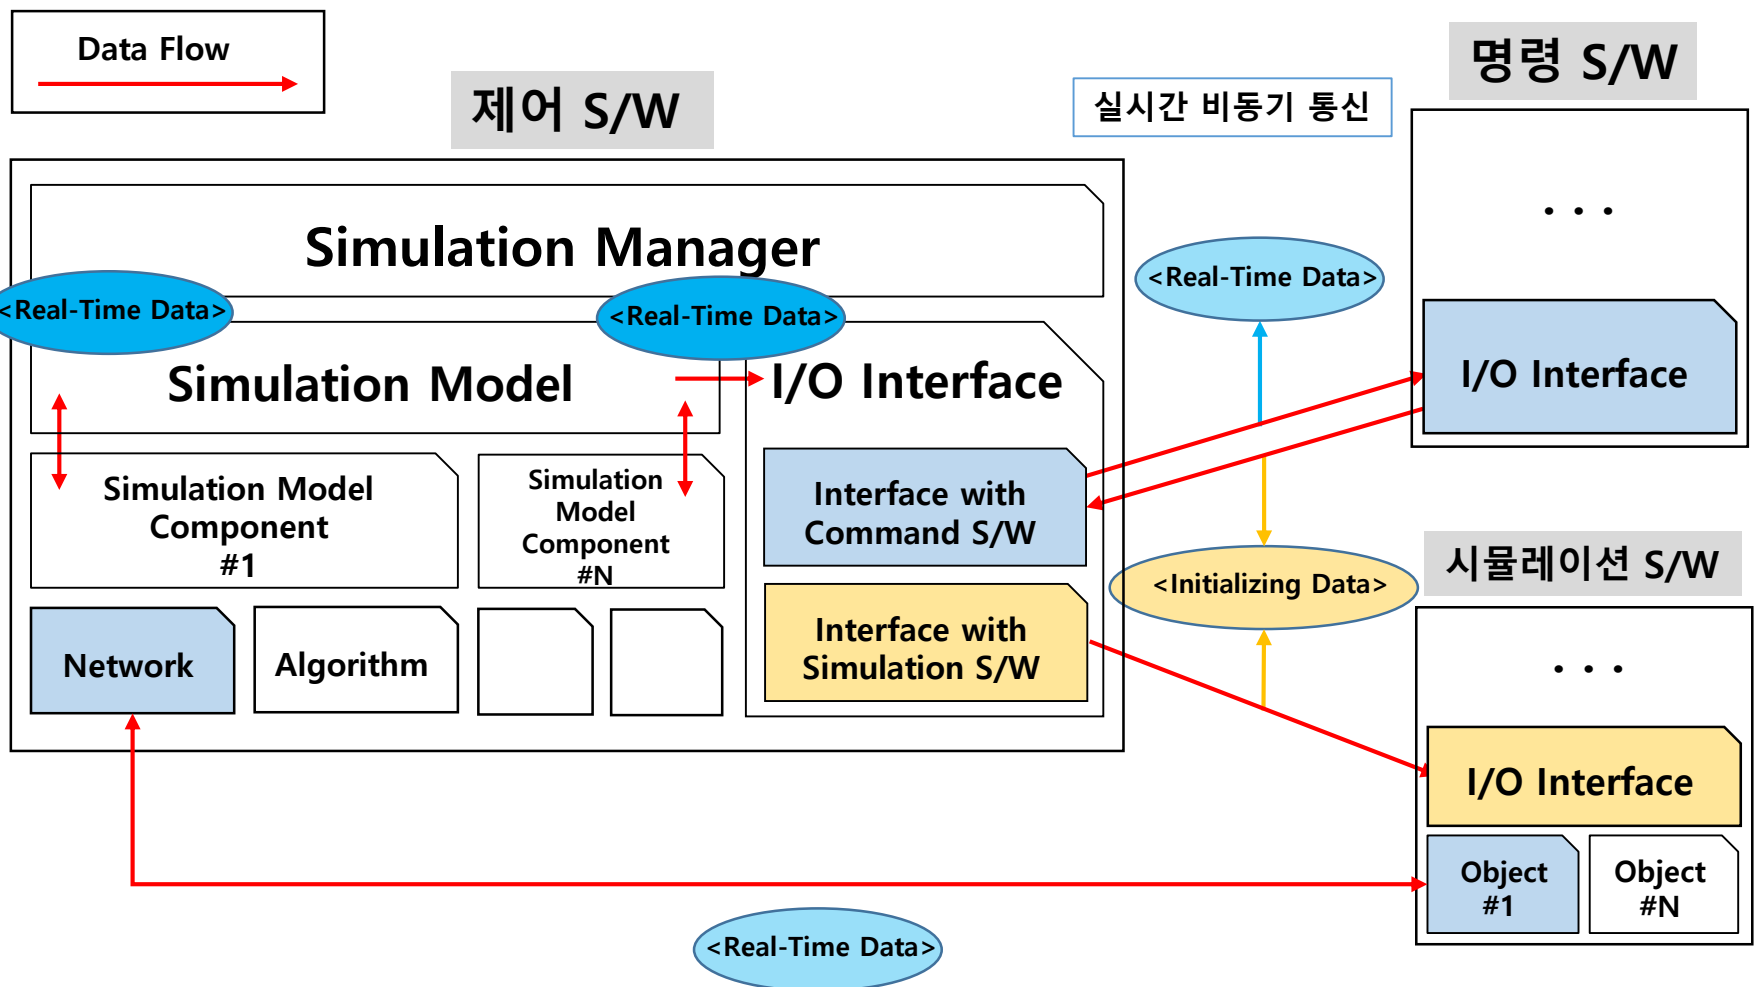 Data Flow
제어 S/W
실시간 비동기 통신
명령 S/W
. . .
Simulation Manager
<Real-Time Data>
<Real-Time Data>
<Real-Time Data>
Simulation Model
I/O Interface
I/O Interface
Simulation Model
Component
#1
Simulation
Model
Component
#N
Interface with
Command S/W
<Initializing Data>
시뮬레이션 S/W
Network
Algorithm
Interface with
Simulation S/W
. . .
I/O Interface
Object
#1
Object
#N
<Real-Time Data>